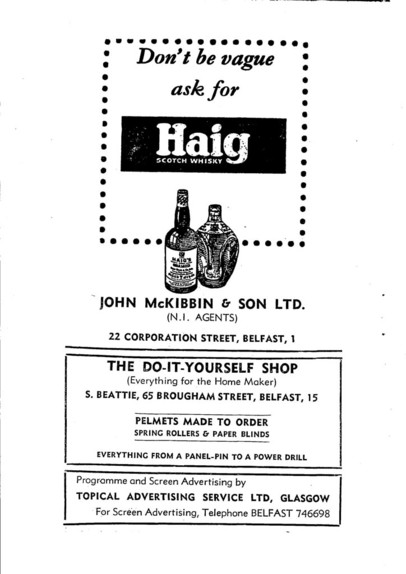 Don't be vague
ask for
Haig
SCOTCH WHISKY
HAIG'S
JOHN McKIBBIN & SON LTD.
(N.I. AGENTS)
22 CORPORATION STREET, BELFAST, 1
THE DO-IT-YOURSELF SHOP
(Everything for the Home Maker)
S. BEATTIE, 65 BROUGHAM STREET, BELFAST, 15
PELMETS MADE TO ORDER
SPRING ROLLERS & PAPER BLINDS
EVERYTHING FROM A PANEL-PIN TO A POWER DRILL
Programme and Screen Advertising by
TOPICAL ADVERTISING SERVICE LTD, GLASGOW
For Screen Advertising, Telephone BELFAST 746698